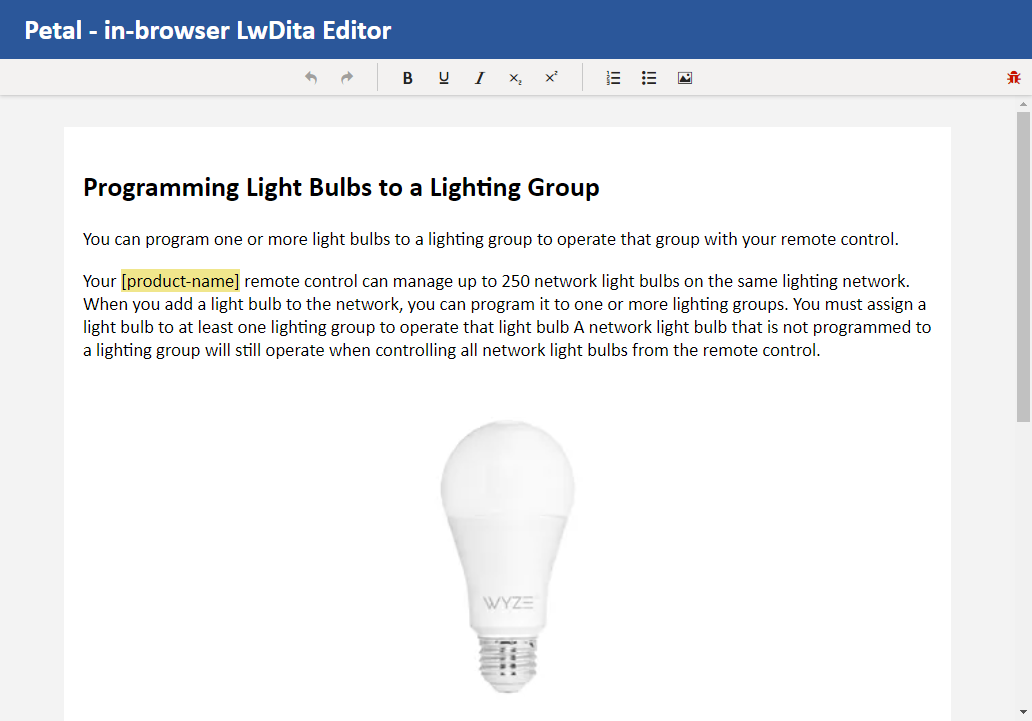 Petal - in-browser LwDita Editor
B U I X₂ X²
Programming Light Bulbs to a Lighting Group
You can program one or more light bulbs to a lighting group to operate that group with your remote control.
Your [product-name] remote control can manage up to 250 network light bulbs on the same lighting network.
When you add a light bulb to the network, you can program it to one or more lighting groups. You must assign a
light bulb to at least one lighting group to operate that light bulb A network light bulb that is not programmed to
a lighting group will still operate when controlling all network light bulbs from the remote control.
WYZE